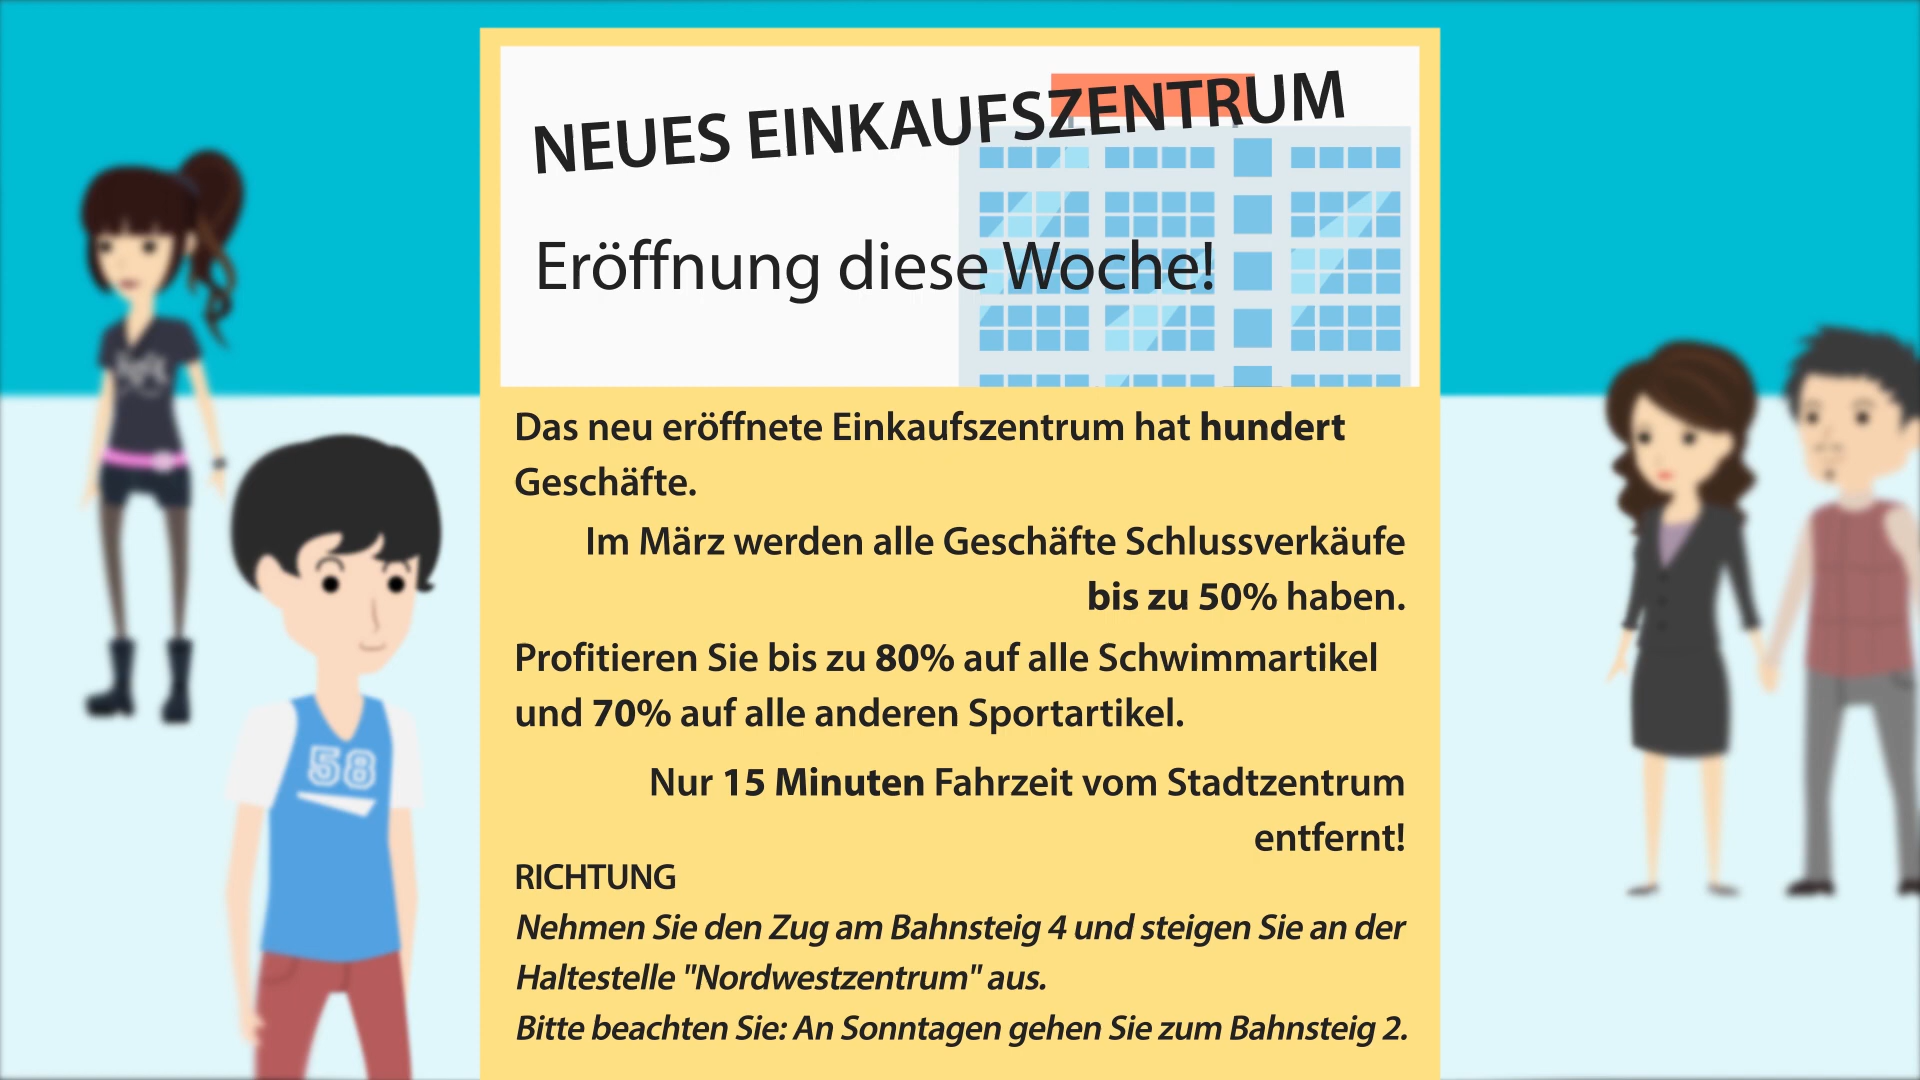 NEUES EINKAUFSZENTRUM
Eröffnung diese Woche!
Das neu eröffnete Einkaufszentrum hat hundert
Geschäfte.
Im März werden alle Geschäfte Schlussverkäufe
bis zu 50% haben.
Profitieren Sie bis zu 80% auf alle Schwimmartikel
und 70% auf alle anderen Sportartikel.
Nur 15 Minuten Fahrzeit vom Stadtzentrum
entfernt!
RICHTUNG
Nehmen Sie den Zug am Bahnsteig 4 und steigen Sie an der
Haltestelle "Nordwestzentrum" aus.
Bitte beachten Sie: An Sonntagen gehen Sie zum Bahnsteig 2.
58